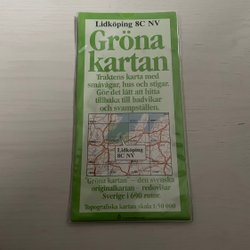 Lidköping 8C NV
Gröna
kartan
Traktens karta med
småvägar, hus och stigar.
Gör det lätt att hitta
tillbaka till badvikar
och svampställen.
Lidköping
8C NV
"Gröna kartan" – den svenska
originalkartan – redovisar
Sverige i 690 rutor.
Topografiska kartan skala 1:50 000